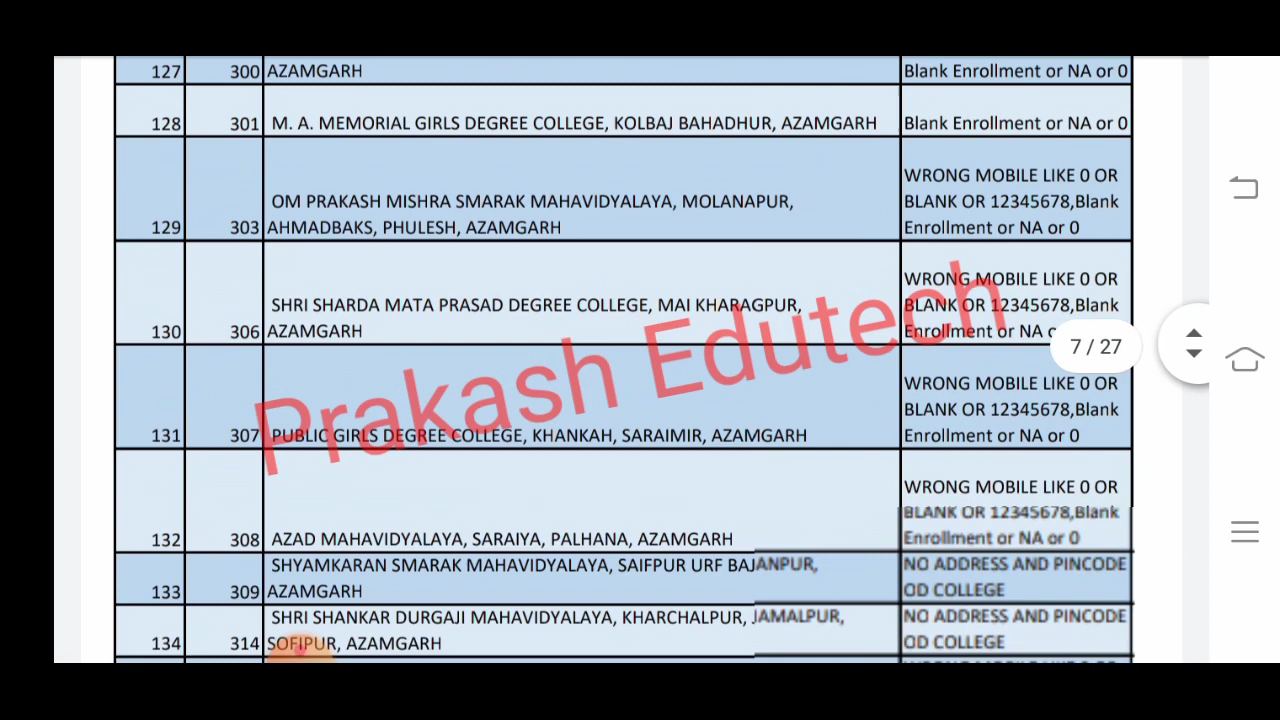 127 300 AZAMGARH Blank Enrollment or NA or 0
128 301 M. A. MEMORIAL GIRLS DEGREE COLLEGE, KOLBAJ BAHADHUR, AZAMGARH Blank Enrollment or NA or 0
WRONG MOBILE LIKE 0 OR
OM PRAKASH MISHRA SMARAK MAHAVIDYALAYA, MOLANAPUR, BLANK OR 12345678,Blank
129 303 AHMADBAKS, PHULESH, AZAMGARH Enrollment or NA or 0
WRONG MOBILE LIKE 0 OR
SHRI SHARDA MATA PRASAD DEGREE COLLEGE, MAI KHARAGPUR, BLANK OR 12345678,Blank
130 306 AZAMGARH Enrollment or NA
7 / 27
WRONG MOBILE LIKE 0 OR
BLANK OR 12345678,Blank
131 307 PUBLIC GIRLS DEGREE COLLEGE, KHANKAH, SARAIMIR, AZAMGARH Enrollment or NA or 0
Prakash Edutech
WRONG MOBILE LIKE 0 OR
BLANK OR 12345678,Blank
132 308 AZAD MAHAVIDYALAYA, SARAIYA, PALHANA, AZAMGARH Enrollment or NA or 0
SHYAMKARAN SMARAK MAHAVIDYALAYA, SAIFPUR URF BAJANPUR, NO ADDRESS AND PINCODE
133 309 AZAMGARH OD COLLEGE
SHRI SHANKAR DURGAJI MAHAVIDYALAYA, KHARCHALPUR, JAMALPUR, NO ADDRESS AND PINCODE
134 314 SOFIPUR, AZAMGARH OD COLLEGE